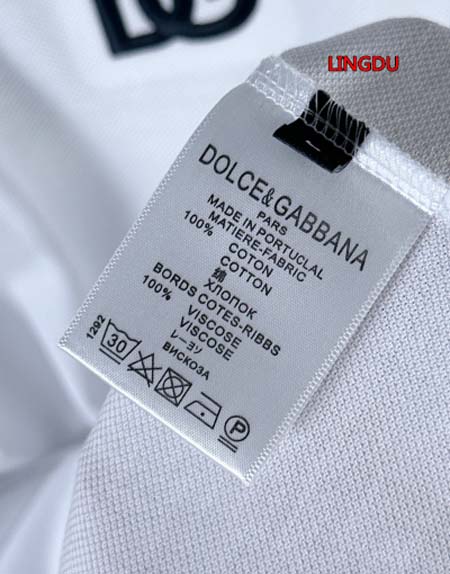 LINGDU
DOLCE&GABBANA
PARS
MADE IN PORTUCLAL
MATIERE-FABRIC
100% COTON
COTTON
綿
ХЛОПОК
BORDS COTES-RIBBS
100% VISCOSE
VISCOSE
レーヨン
ВИСКОЗА
1292
30
P